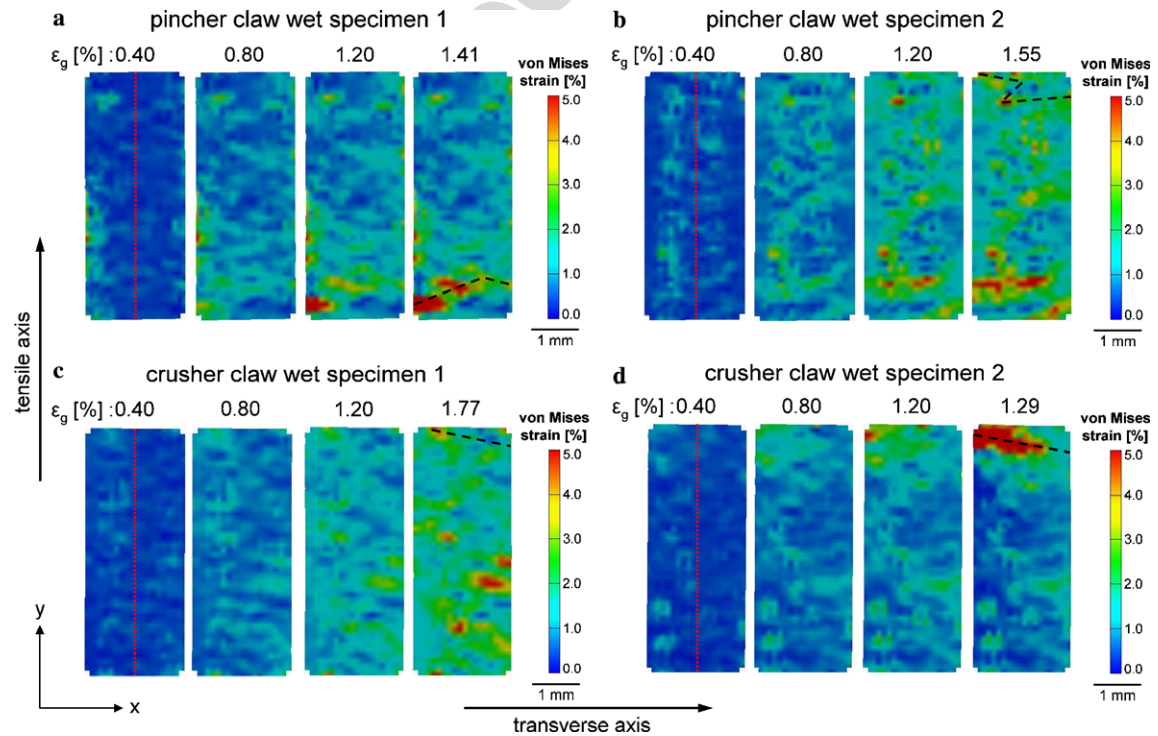 a pincher claw wet specimen 1
εg [%] :0.40 0.80 1.20 1.41
von Mises
strain [%]
5.0
4.0
3.0
2.0
1.0
0.0
1 mm
b pincher claw wet specimen 2
εg [%] :0.40 0.80 1.20 1.55
von Mises
strain [%]
5.0
4.0
3.0
2.0
1.0
0.0
1 mm
tensile axis
c crusher claw wet specimen 1
εg [%] :0.40 0.80 1.20 1.77
von Mises
strain [%]
5.0
4.0
3.0
2.0
1.0
0.0
1 mm
d crusher claw wet specimen 2
εg [%] :0.40 0.80 1.20 1.29
von Mises
strain [%]
5.0
4.0
3.0
2.0
1.0
0.0
1 mm
y
x
transverse axis